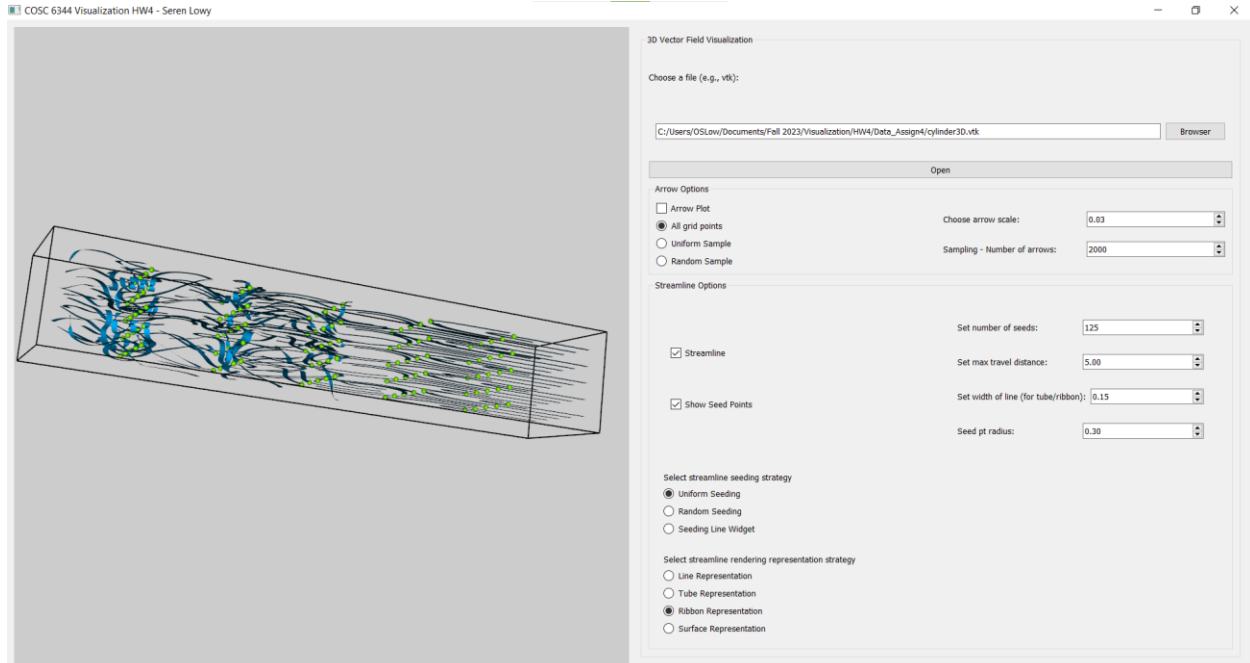 COSC 6344 Visualization HW4 - Seren Lowy
3D Vector Field Visualization
Choose a file (e.g., vtk):
C:/Users/OSLow/Documents/Fall 2023/Visualization/HW4/Data_Assign4/cylinder3D.vtk Browser
Open
Arrow Options
Arrow Plot
All grid points
Choose arrow scale: 0.03
Uniform Sample
Sampling - Number of arrows: 2000
Random Sample
Streamline Options
Set number of seeds: 125
Streamline
Set max travel distance: 5.00
Set width of line (for tube/ribbon): 0.15
Show Seed Points
Seed pt radius: 0.30
Select streamline seeding strategy
Uniform Seeding
Random Seeding
Seeding Line Widget
Select streamline rendering representation strategy
Line Representation
Tube Representation
Ribbon Representation
Surface Representation